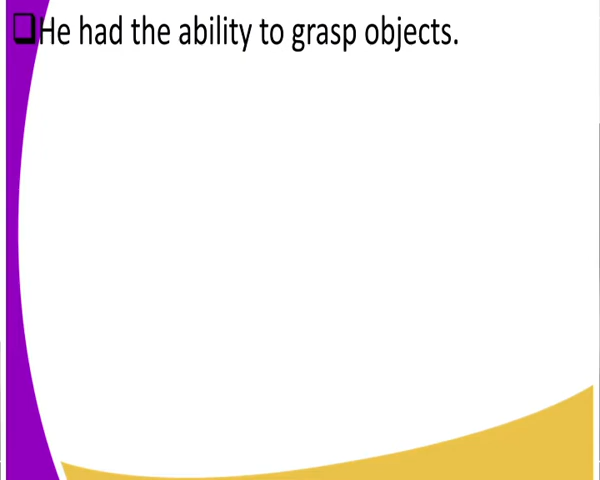 ❑He had the ability to grasp objects.